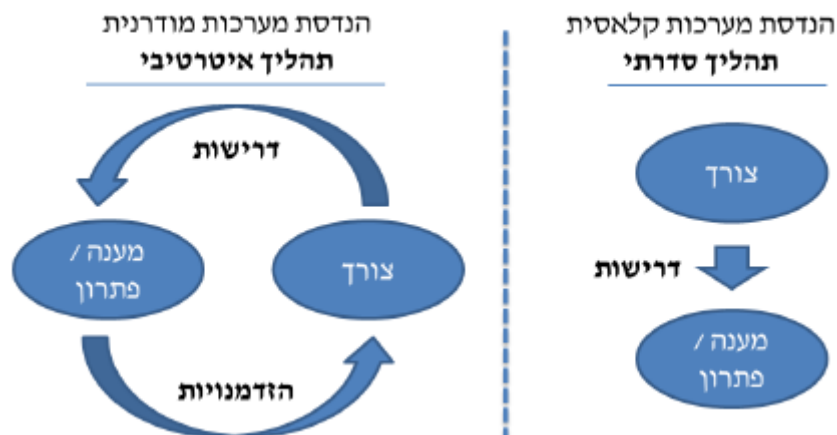 הנדסת מערכות קלאסית
תהליך סדרתי
צורך
דרישות
מענה /
פתרון
הנדסת מערכות מודרנית
תהליך איטרטיבי
דרישות
צורך
מענה /
פתרון
הזדמנויות